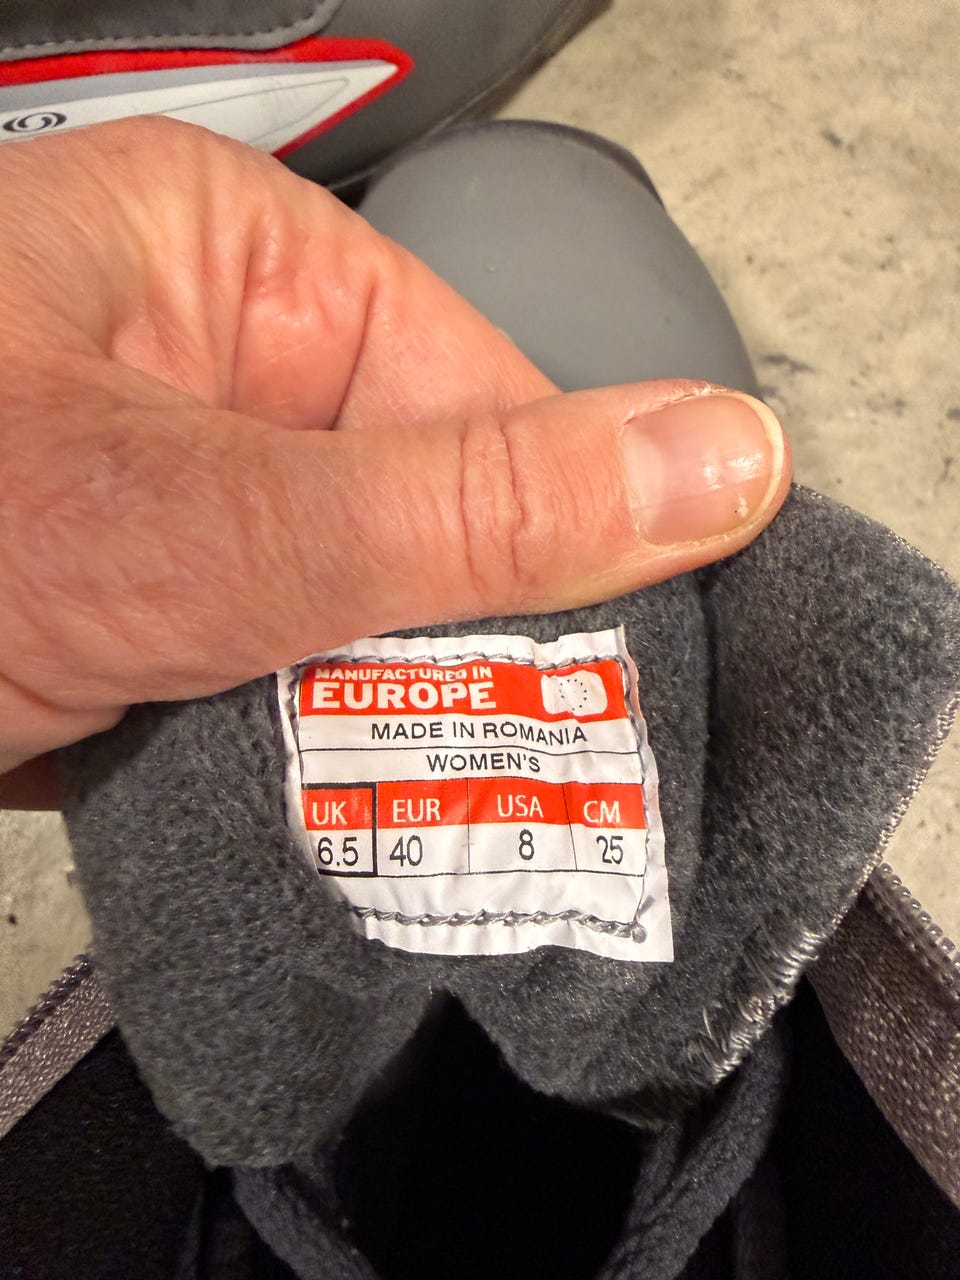 MANUFACTURED IN
EUROPE
MADE IN ROMANIA
WOMEN'S
UK EUR USA CM
6.5 40 8 25